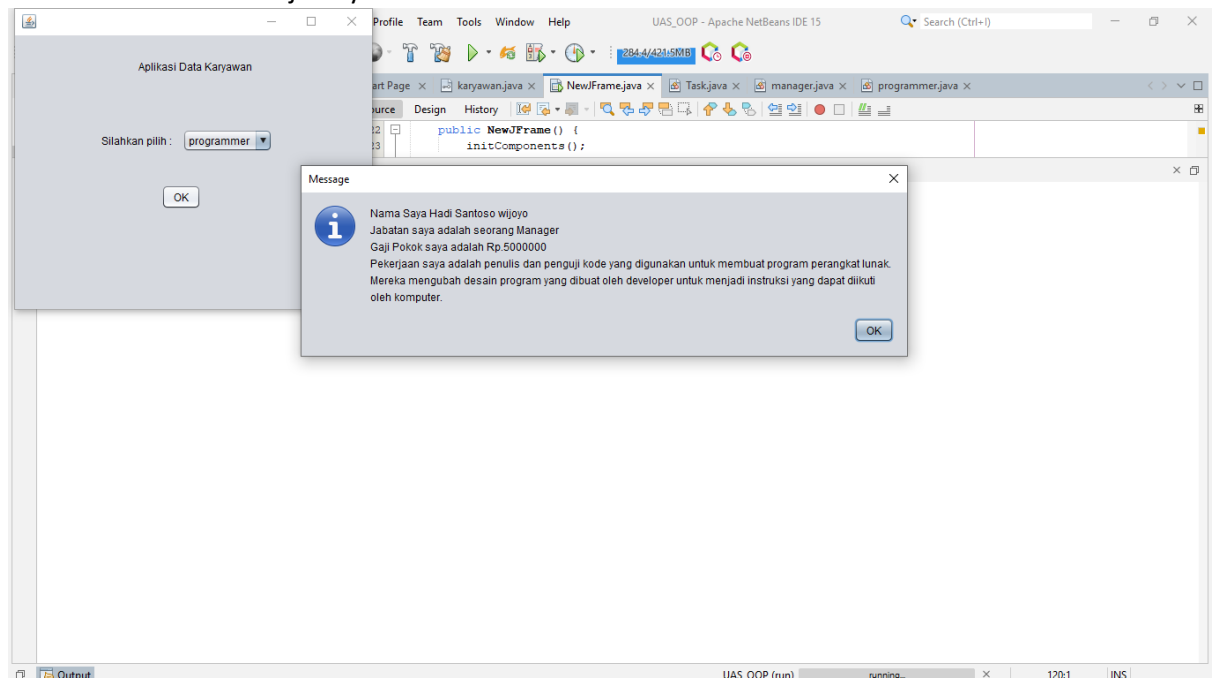 Profile Team Tools Window Help UAS_OOP - Apache NetBeans IDE 15 Search (Ctrl+I)
284.4/421.5MB
Aplikasi Data Karyawan
art Page karyawan.java NewJFrame.java Task.java manager.java programmer.java
urce Design History
22 public NewJFrame() {
23 initComponents();
Silahkan pilih : programmer
OK
Message
Nama Saya Hadi Santoso wijoyo
Jabatan saya adalah seorang Manager
Gaji Pokok saya adalah Rp.5000000
Pekerjaan saya adalah penulis dan penguji kode yang digunakan untuk membuat program perangkat lunak.
Mereka mengubah desain program yang dibuat oleh developer untuk menjadi instruksi yang dapat diikuti
oleh komputer.
OK
Output UAS_OOP (run) running... 120:1 INS